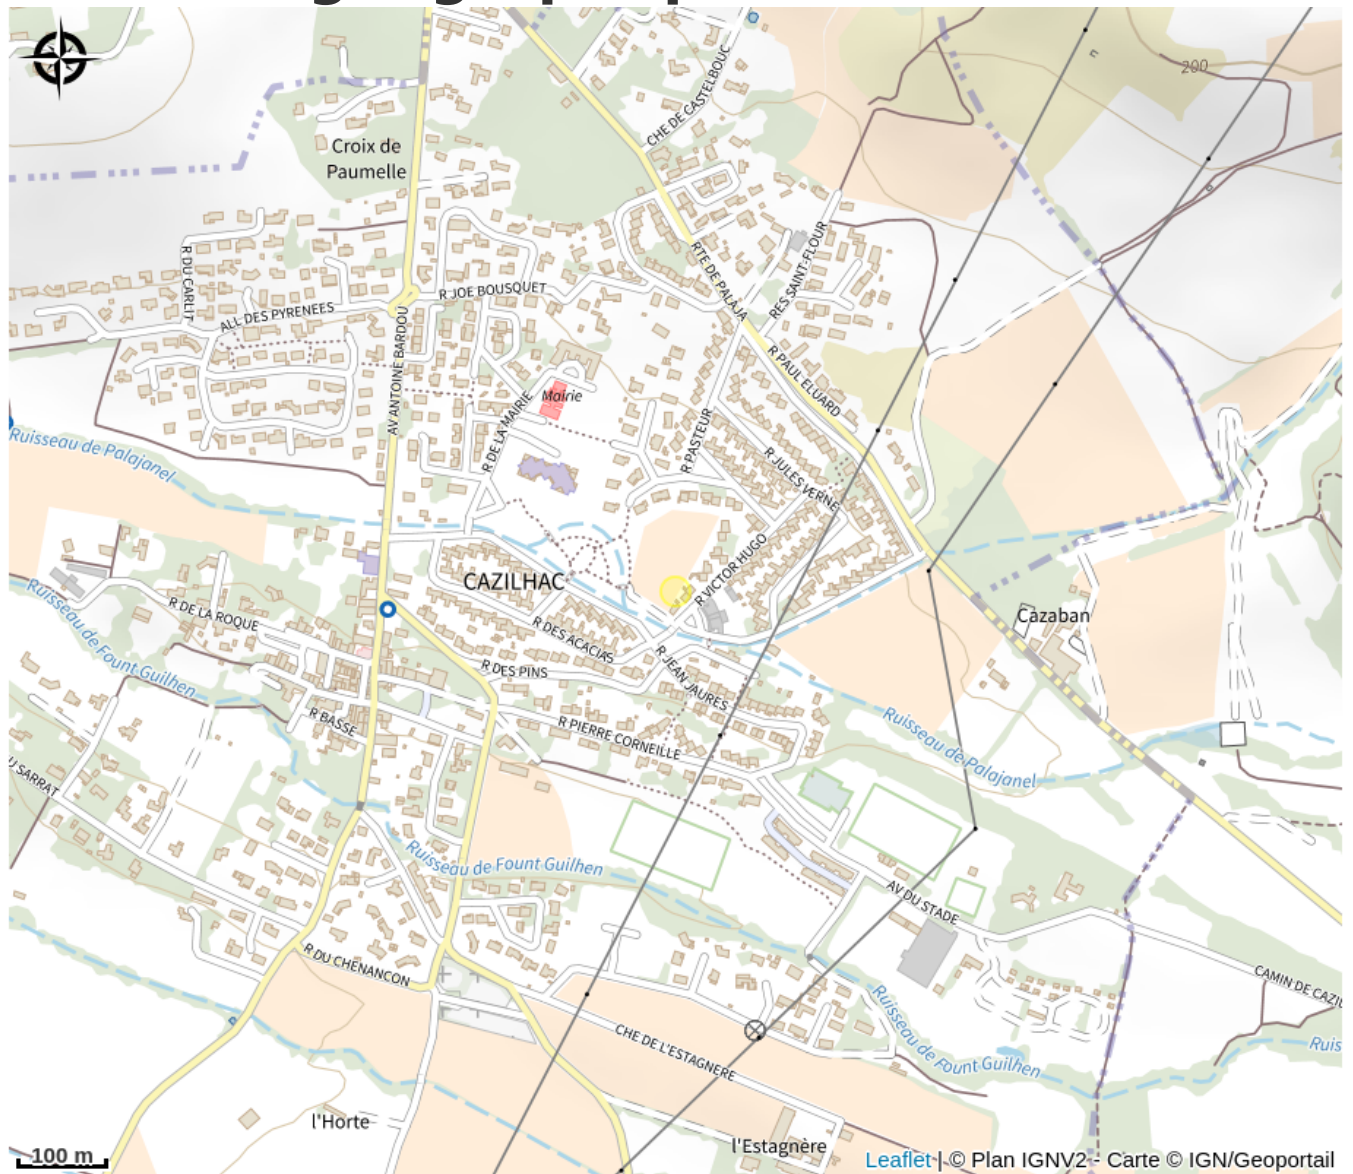 200
CHE DE CASTELBOUC
Croix de
Paumelle
R DU CARLIT
RTE DE PALAJA
RES SAINT-FLOUR
R JOE BOUSQUET
ALL DES PYRENEES
AV ANTOINE BARDOU
R PAUL ELUARD
Mairie
R DE LA MAIRIE
R PASTEUR
Ruisseau de Palajanel
R JULES VERNE
CAZILHAC
R VICTOR HUGO
Ruisseau de Fount Guilhen
R DE LA ROQUE
Cazaban
R DES ACACIAS
R DES PINS
R JEAN JAURES
R BASSE
R PIERRE CORNEILLE
Ruisseau de Palajanel
U SARRAT
Ruisseau de Fount Guilhen
AV DU STADE
R DU CHENANCON
CAMIN DE CAZIL
Ruisseau de Fount Guilhen
CHE DE L'ESTAGNERE
Ruis
l'Horte
l'Estagnère
100 m
Leaflet | © Plan IGNV2 - Carte © IGN/Geoportail